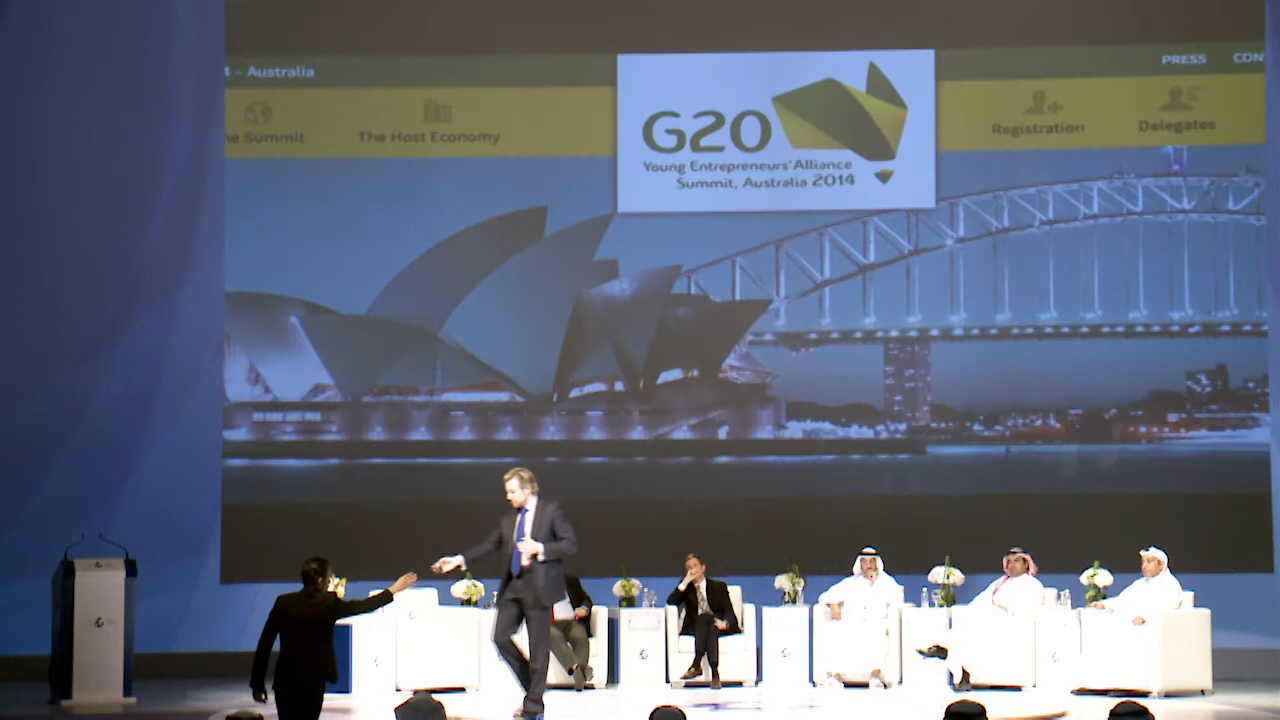 4 - Australia
PRESS
CON
he Summit
The Host Economy
Registration
Delegates
G20
Young Entrepreneurs' Alliance
Summit, Australia 2014